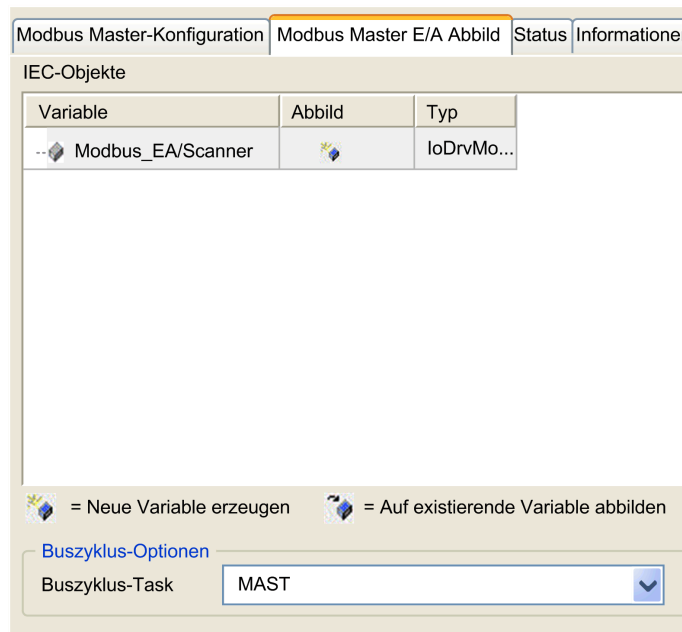 Modbus Master-Konfiguration Modbus Master E/A Abbild Status Informatione
IEC-Objekte
Variable Abbild Typ
Modbus_EA/Scanner IoDrvMo...
= Neue Variable erzeugen = Auf existierende Variable abbilden
Buszyklus-Optionen
Buszyklus-Task MAST